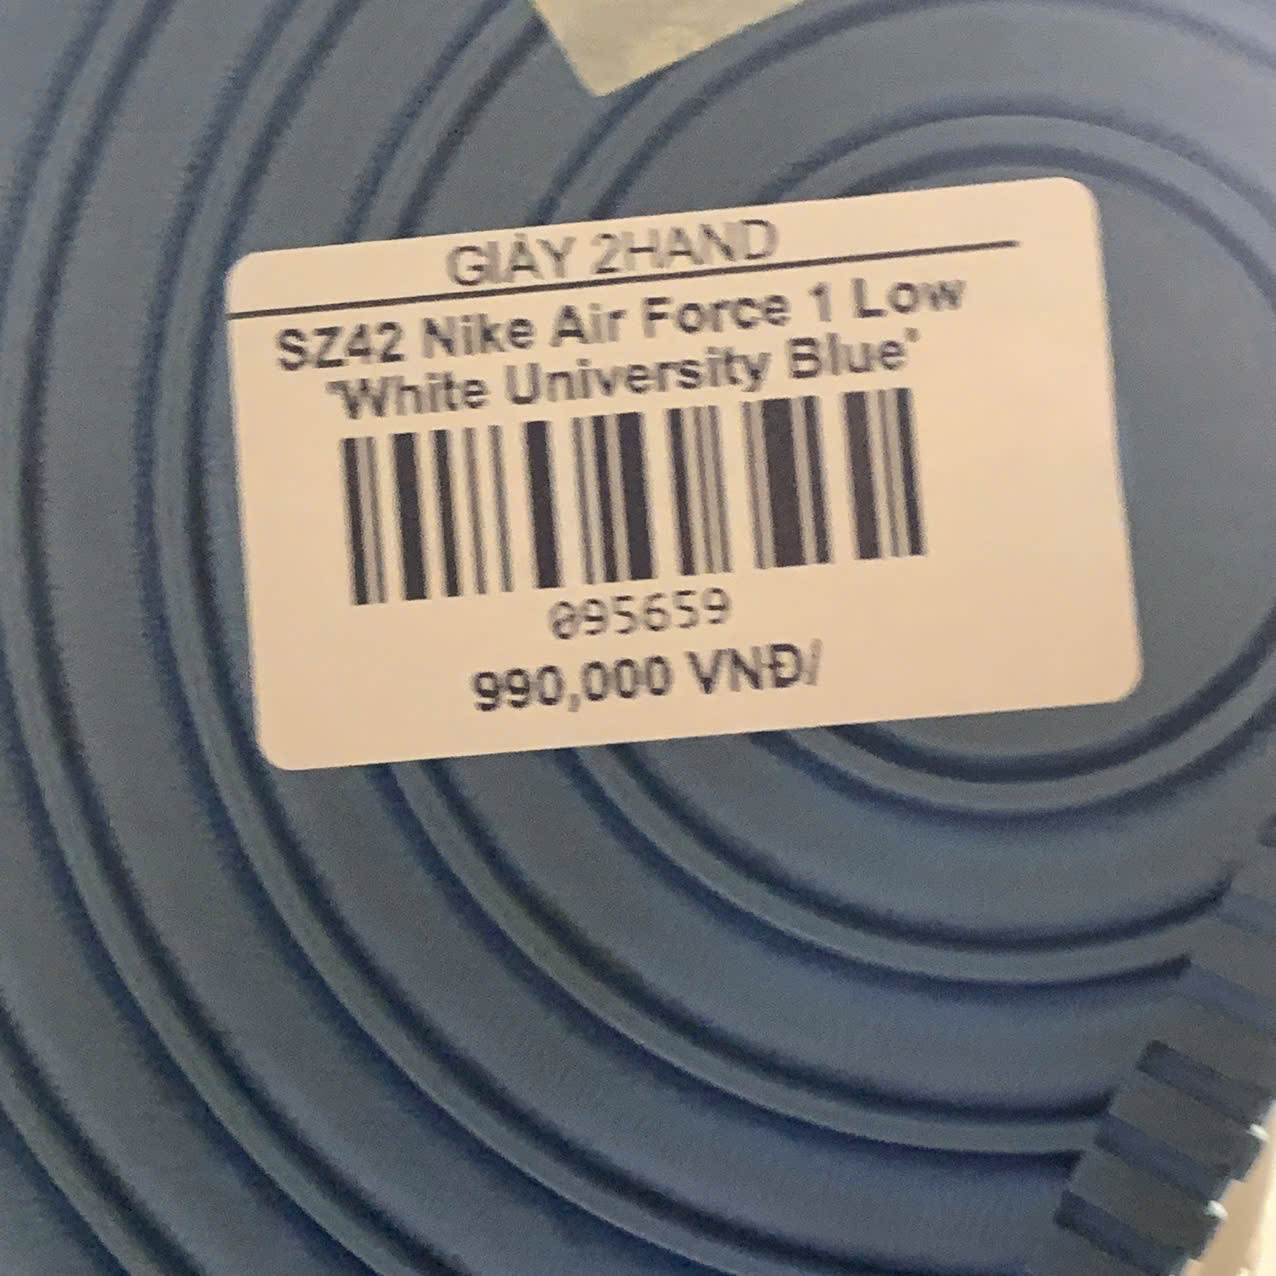 GIÀY 2HAND
SZ42 Nike Air Force 1 Low
'White University Blue'
095659
990,000 VNĐ/